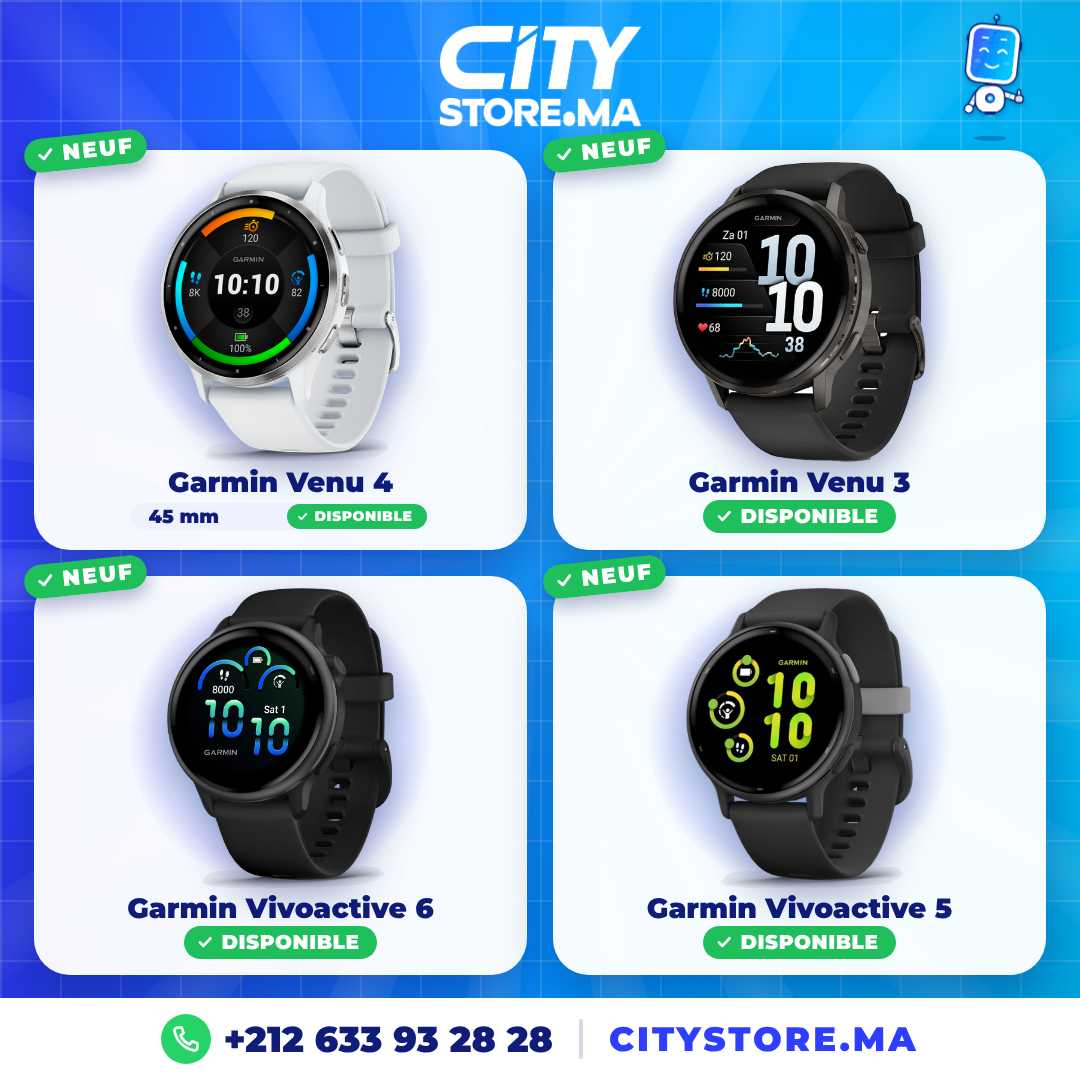 CITY
STORE.MA
NEUF
120
GARMIN
8K
10:10
82
38
100%
Garmin Venu 4
45 mm
DISPONIBLE
NEUF
GARMIN
Za 01
120
10
8000
10
68
38
Garmin Venu 3
DISPONIBLE
NEUF
8000
Sat 1
10
10
GARMIN
Garmin Vivoactive 6
DISPONIBLE
NEUF
GARMIN
10
10
SAT 01
Garmin Vivoactive 5
DISPONIBLE
+212 633 93 28 28
CITYSTORE.MA